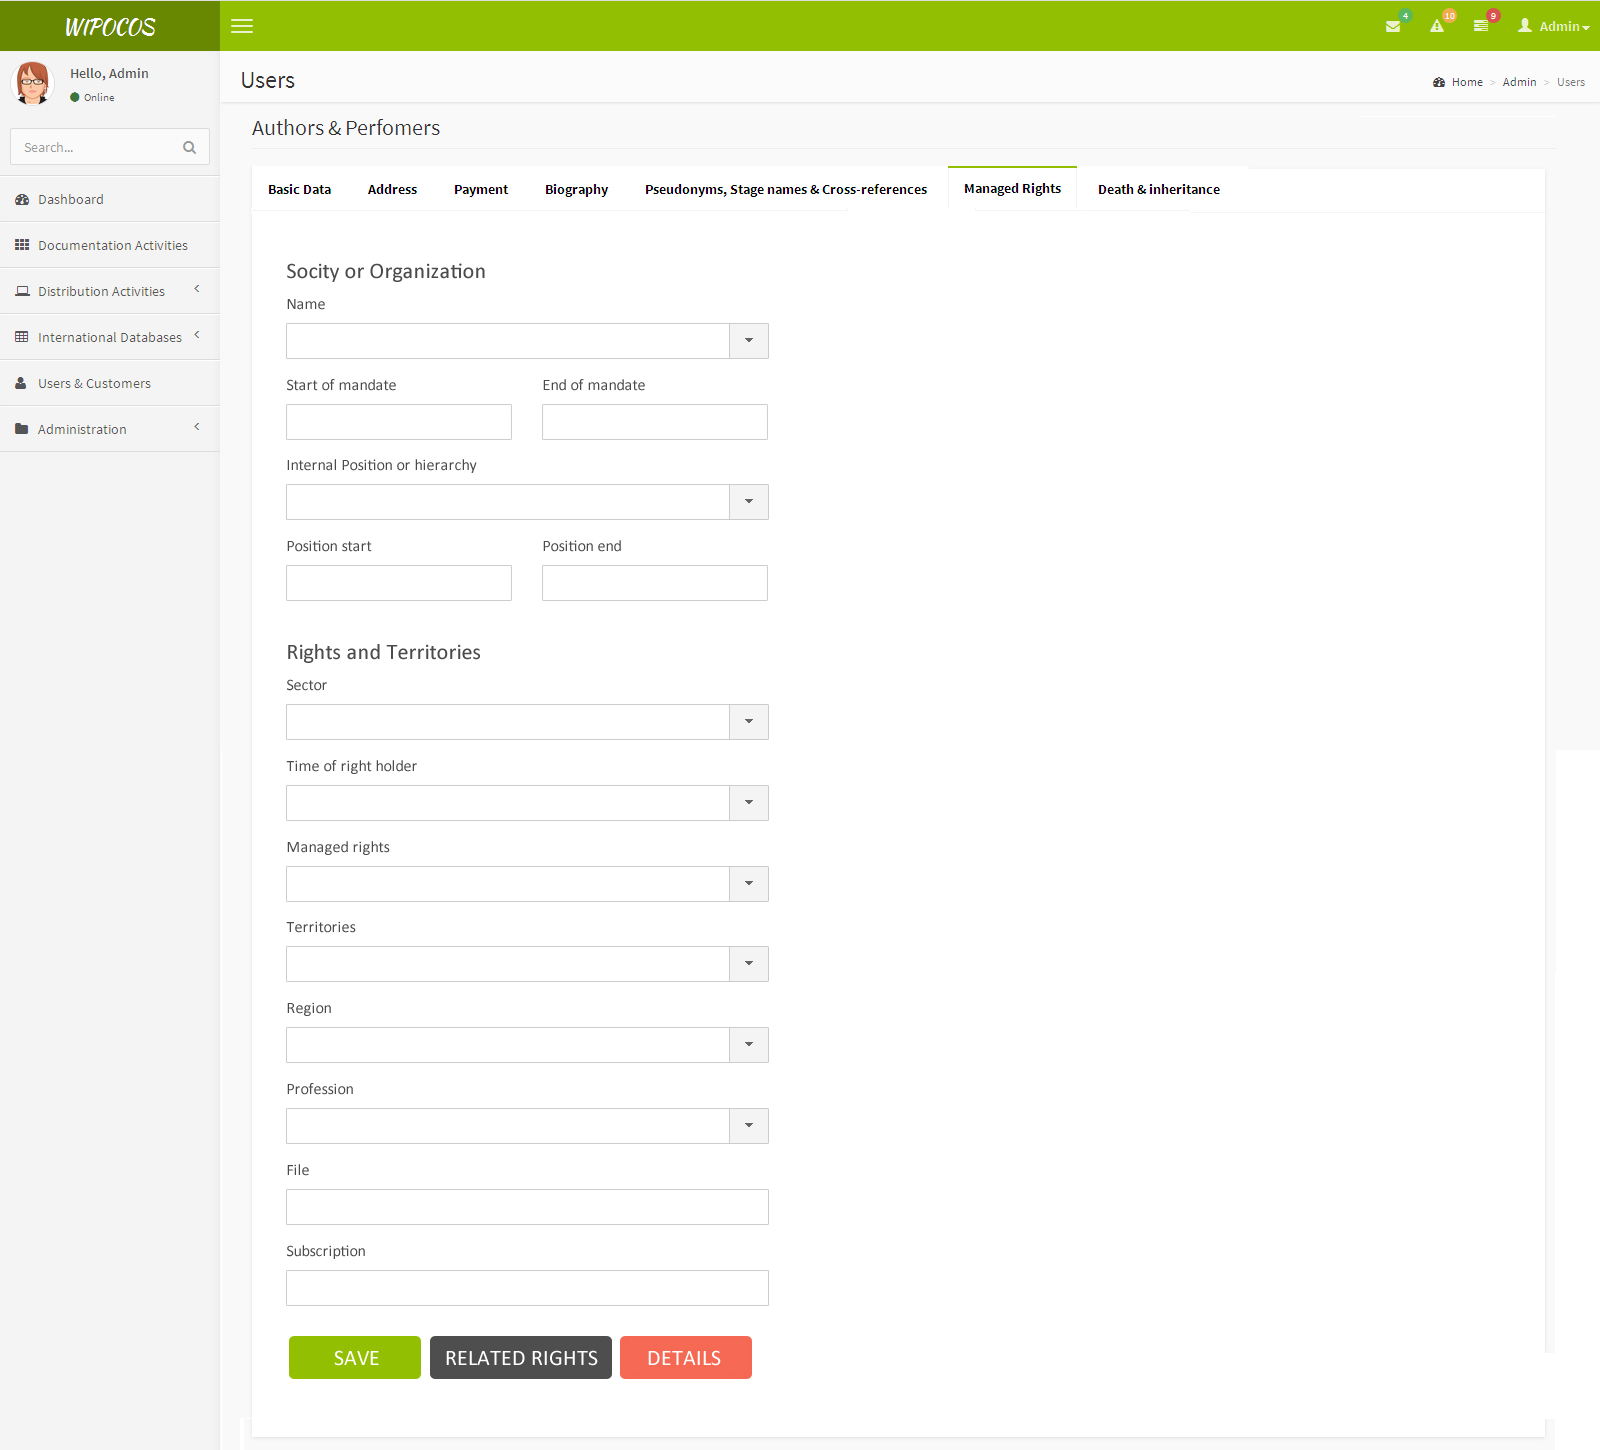 WIPOCOS
4
10
9
Admin
Hello, Admin
Online
Search...
Dashboard
Documentation Activities
Distribution Activities
International Databases
Users & Customers
Administration
Users
Home > Admin > Users
Authors & Perfomers
Basic Data
Address
Payment
Biography
Pseudonyms, Stage names & Cross-references
Managed Rights
Death & inheritance
Socity or Organization
Name
Start of mandate
End of mandate
Internal Position or hierarchy
Position start
Position end
Rights and Territories
Sector
Time of right holder
Managed rights
Territories
Region
Profession
File
Subscription
SAVE
RELATED RIGHTS
DETAILS